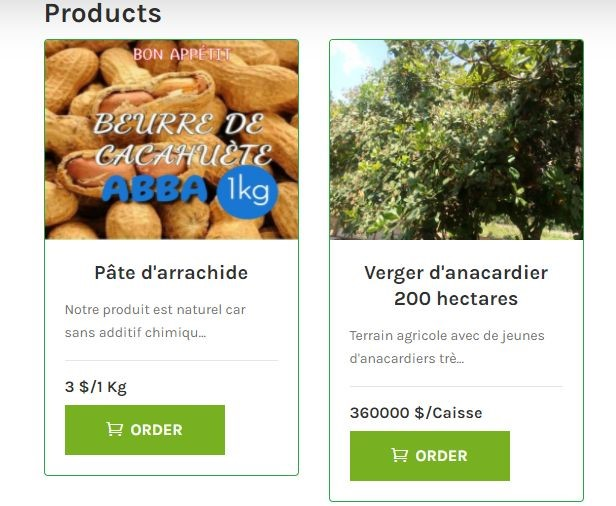 Products
BON APPÉTIT
BEURRE DE
CACAHUÈTE
ABBA 1kg
Pâte d'arrachide
Notre produit est naturel car
sans additif chimiqu...
3 $/1 Kg
ORDER
Verger d'anacardier
200 hectares
Terrain agricole avec de jeunes
d'anacardiers trè...
360000 $/Caisse
ORDER